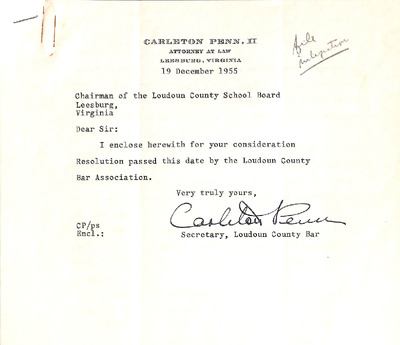 CARLETON PENN, II
ATTORNEY AT LAW
LEESBURG, VIRGINIA
19 December 1955
File
integration
Chairman of the Loudoun County School Board
Leesburg,
Virginia
Dear Sir:
I enclose herewith for your consideration
Resolution passed this date by the Loudoun County
Bar Association.
Very truly yours,
Carleton Penn
CP/ps
Encl.:
Secretary, Loudoun County Bar